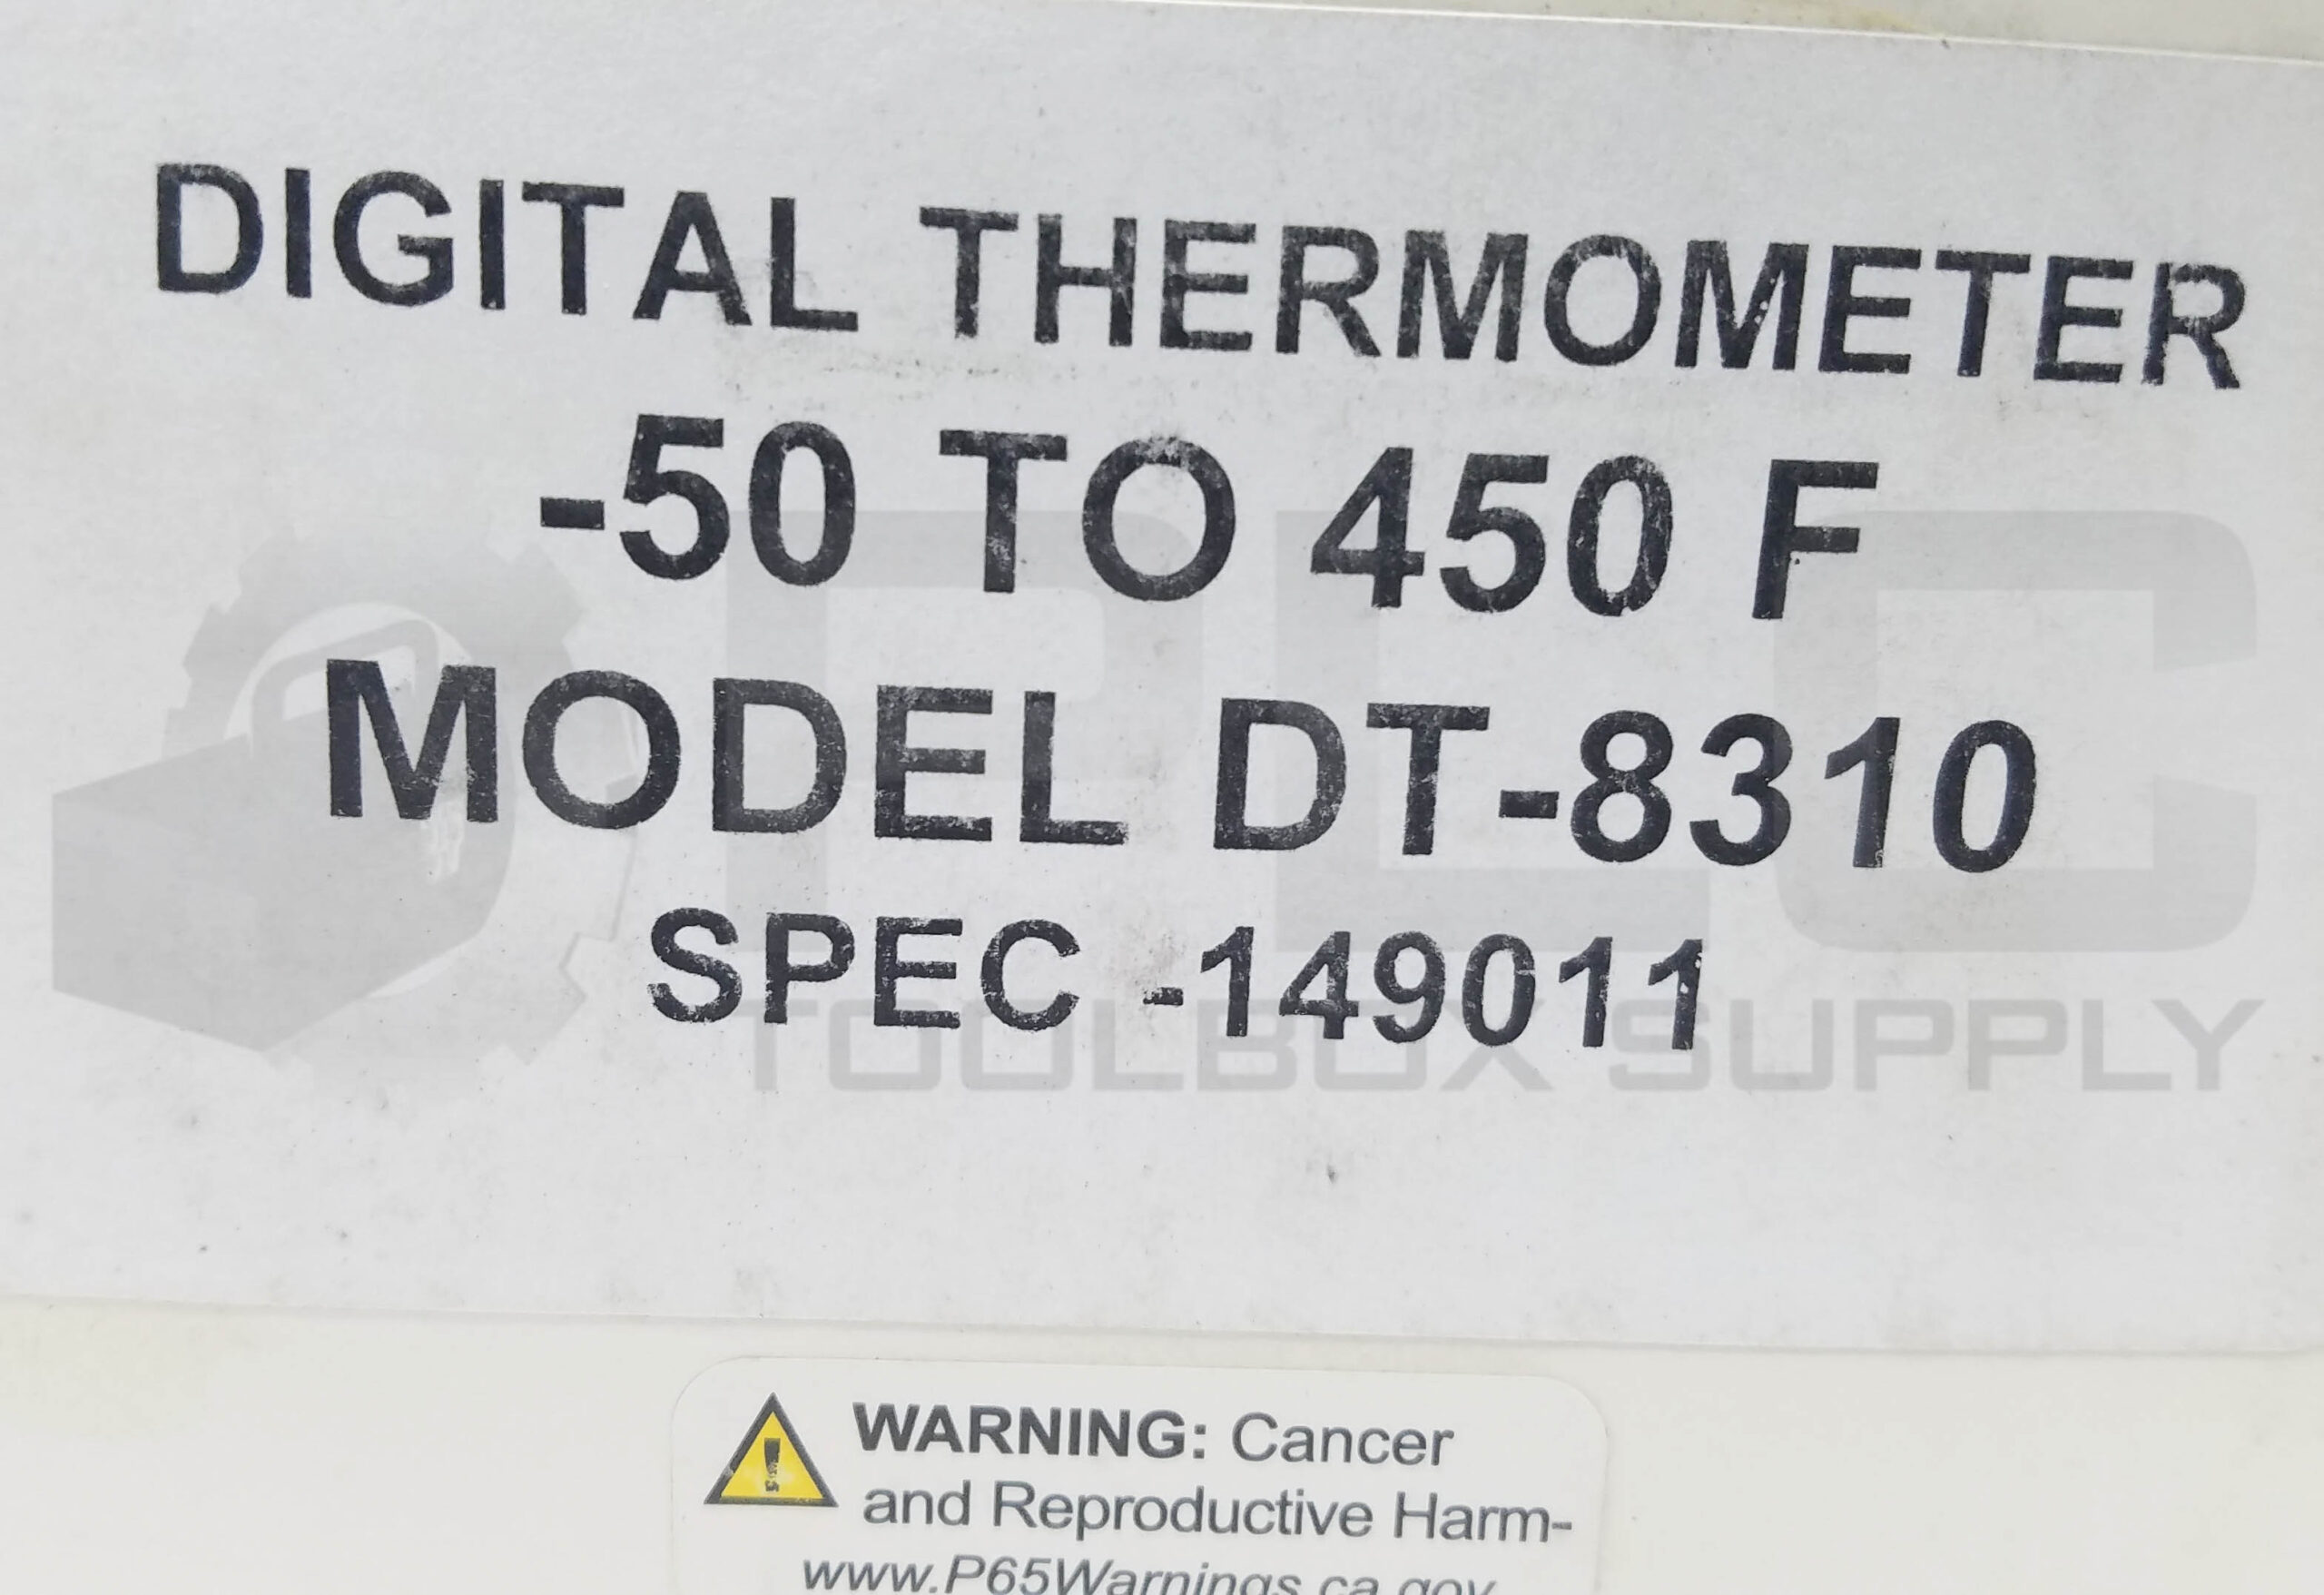 DIGITAL THERMOMETER
-50 TO 450 F
MODEL DT-8310
SPEC -149011
PLC
TOOLBOX SUPPLY
WARNING: Cancer
and Reproductive Harm-
www.P65Warnings.ca.gov